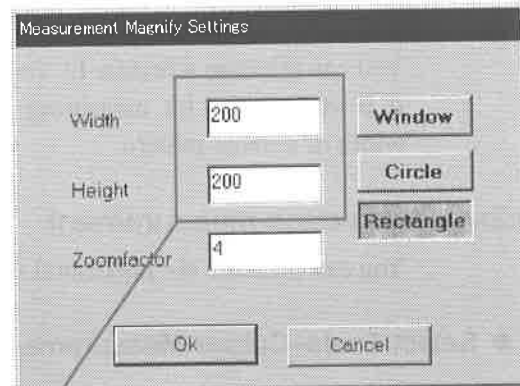 Measurement Magnify Settings
Width 200 Window
Height 200 Circle
Rectangle
Zoomfactor 4
Ok Cancel